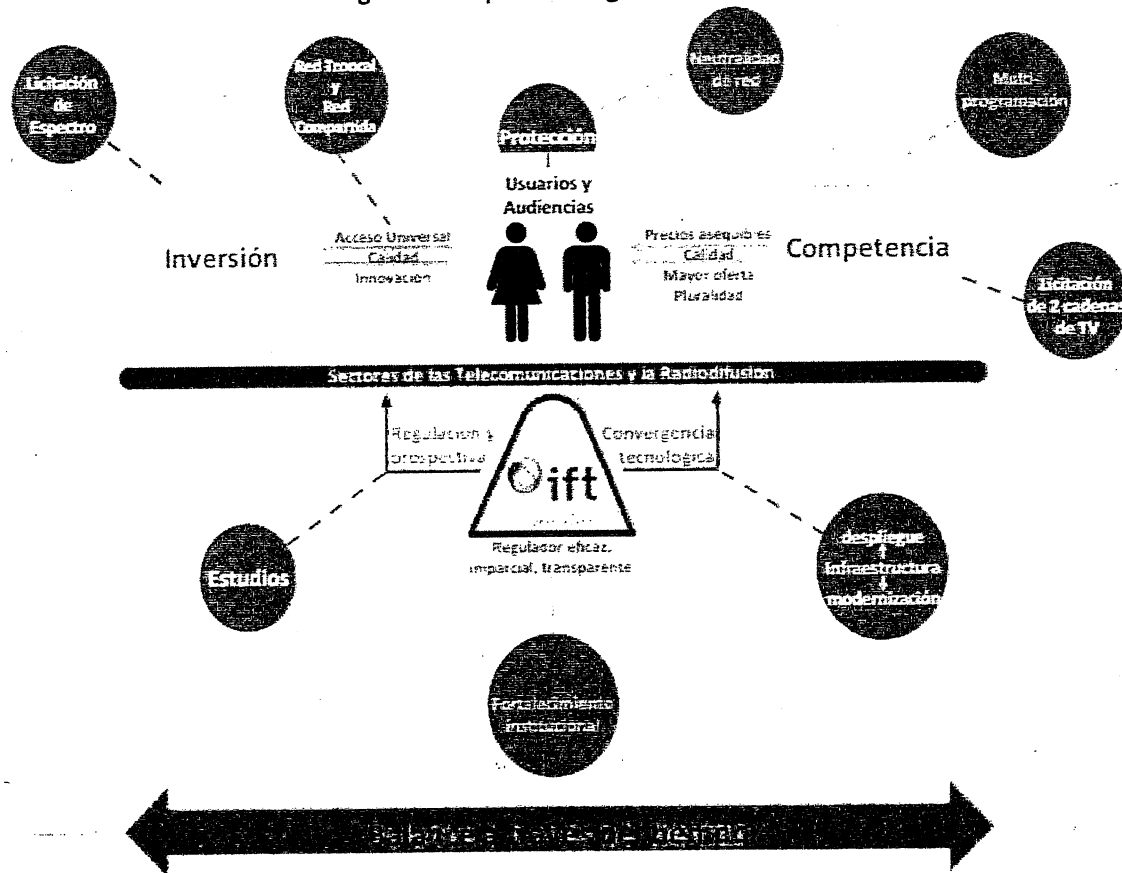 Licitación
de
Espectro
Red Troncal
y
Red
Compartida
Protección
Neutralidad
de red
Multi-
programación
Usuarios y
Audiencias
Inversión
Acceso Universal
Calidad
Innovación
Precios asequibles
Calidad
Mayor oferta
Pluralidad
Competencia
Licitación
de 2 cadenas
de TV
Sectores de las Telecomunicaciones y la Radiodifusión
Regulación y
prospectiva
Convergencia
tecnológica
ift
Regulador eficaz,
imparcial, transparente
Estudios
despliegue
Infraestructura
modernización
Fortalecimiento
institucional